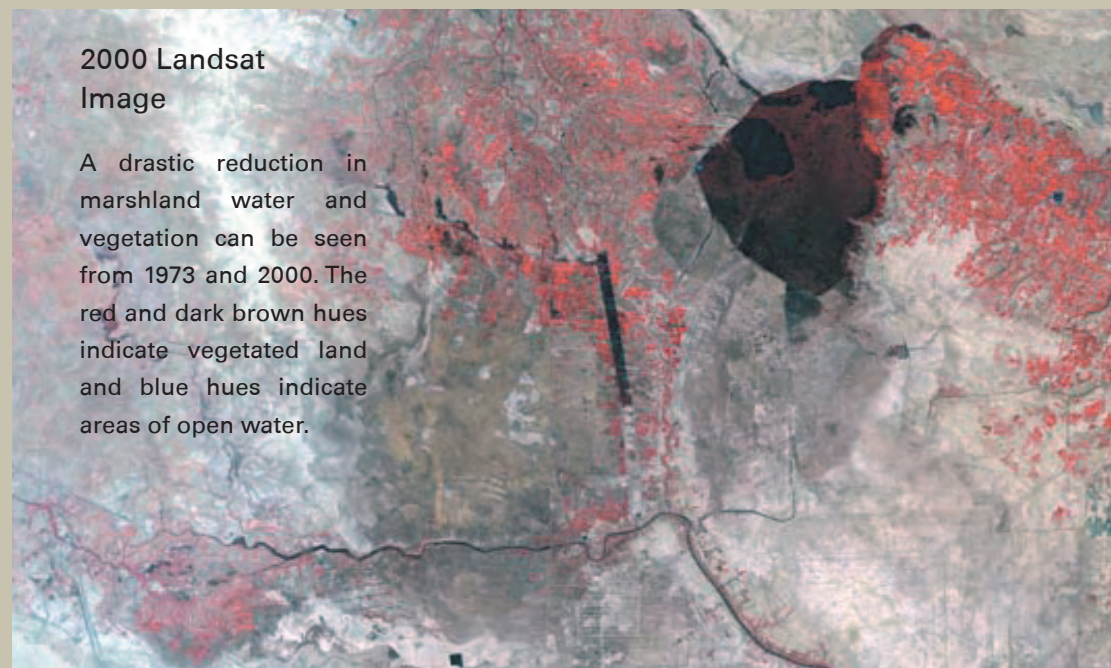 2000 Landsat
Image
A drastic reduction in
marshland water and
vegetation can be seen
from 1973 and 2000. The
red and dark brown hues
indicate vegetated land
and blue hues indicate
areas of open water.